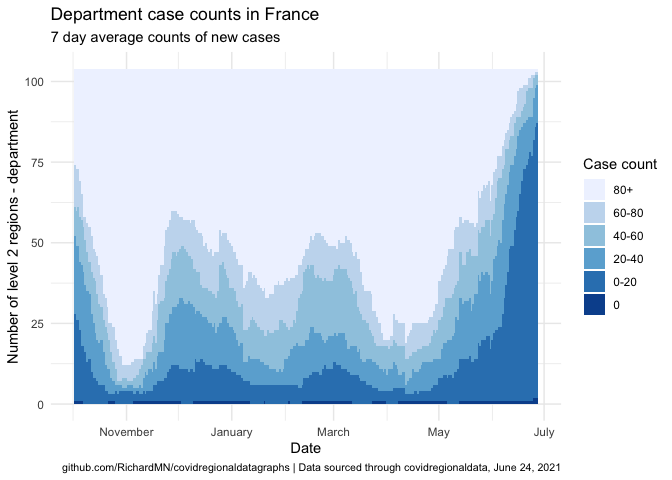 Department case counts in France
7 day average counts of new cases
Number of level 2 regions - department
100
75
50
25
0
November
January
March
May
July
Date
Case count
80+
60-80
40-60
20-40
0-20
0
github.com/RichardMN/covidregionaldatagraphs | Data sourced through covidregionaldata, June 24, 2021